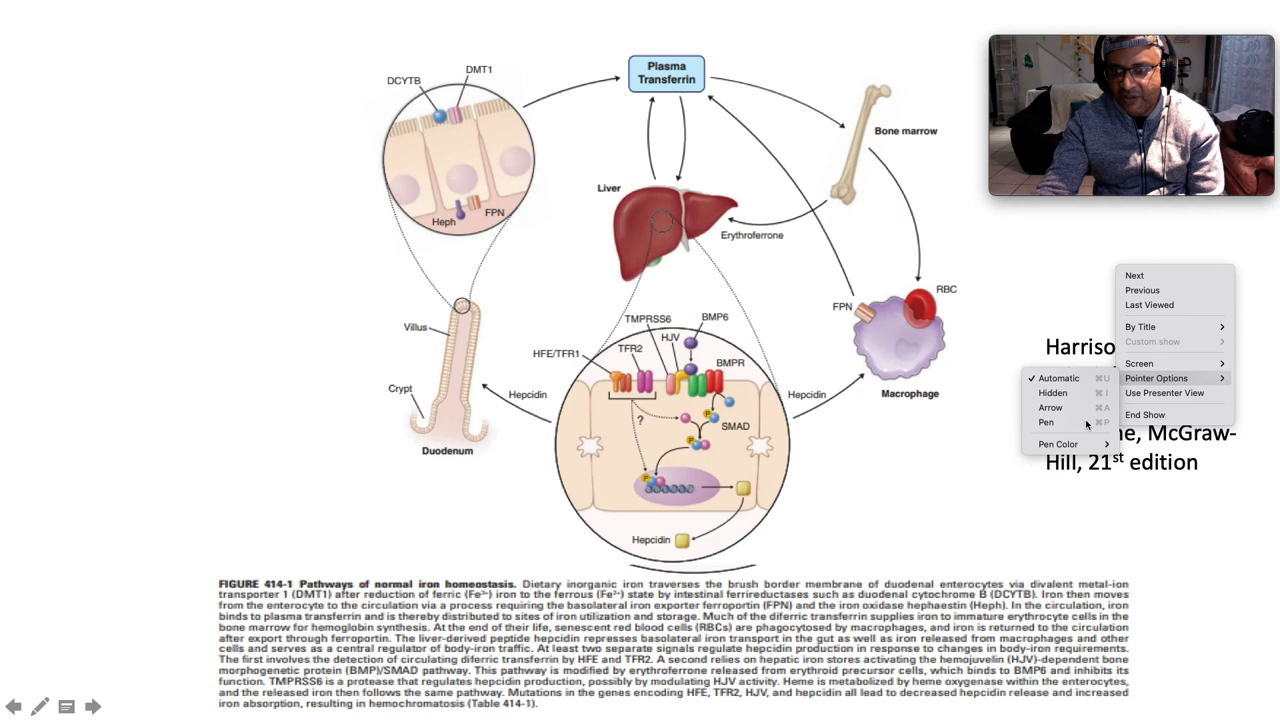 Plasma
Transferrin
DCYTB
DMT1
Heph
FPN
Bone marrow
Liver
Erythroferrone
RBC
FPN
Macrophage
Villus
Crypt
Duodenum
Hepcidin
HFE/TFR1
TFR2
TMPRSS6
HJV
BMP6
BMPR
Hepcidin
P
SMAD
?
P
P
Hepcidin
Harriso
ne, McGraw-
Hill, 21st edition
Next
Previous
Last Viewed
By Title
Custom show
Screen
Pointer Options
Use Presenter View
End Show
✓ Automatic ⌘U
Hidden ⌘I
Arrow ⌘A
Pen ⌘P
Pen Color
FIGURE 414-1 Pathways of normal iron homeostasis. Dietary inorganic iron traverses the brush border membrane of duodenal enterocytes via divalent metal-ion
transporter 1 (DMT1) after reduction of ferric (Fe³⁺) iron to the ferrous (Fe²⁺) state by intestinal ferrireductases such as duodenal cytochrome B (DCYTB). Iron then moves
from the enterocyte to the circulation via a process requiring the basolateral iron exporter ferroportin (FPN) and the iron oxidase hephaestin (Heph). In the circulation, iron
binds to plasma transferrin and is thereby distributed to sites of iron utilization and storage. Much of the diferric transferrin supplies iron to immature erythrocyte cells in the
bone marrow for hemoglobin synthesis. At the end of their life, senescent red blood cells (RBCs) are phagocytosed by macrophages, and iron is returned to the circulation
after export through ferroportin. The liver-derived peptide hepcidin represses basolateral iron transport in the gut as well as iron released from macrophages and other
cells and serves as a central regulator of body-iron traffic. At least two separate signals regulate hepcidin production in response to changes in body-iron requirements.
The first involves the detection of circulating diferric transferrin by HFE and TFR2. A second relies on hepatic iron stores activating the hemojuvelin (HJV)-dependent bone
morphogenetic protein (BMP)/SMAD pathway. This pathway is modified by erythroferrone released from erythroid precursor cells, which binds to BMP6 and inhibits its
function. TMPRSS6 is a protease that regulates hepcidin production, possibly by modulating HJV activity. Heme is metabolized by heme oxygenase within the enterocytes,
and the released iron then follows the same pathway. Mutations in the genes encoding HFE, TFR2, HJV, and hepcidin all lead to decreased hepcidin release and increased
iron absorption, resulting in hemochromatosis (Table 414-1).